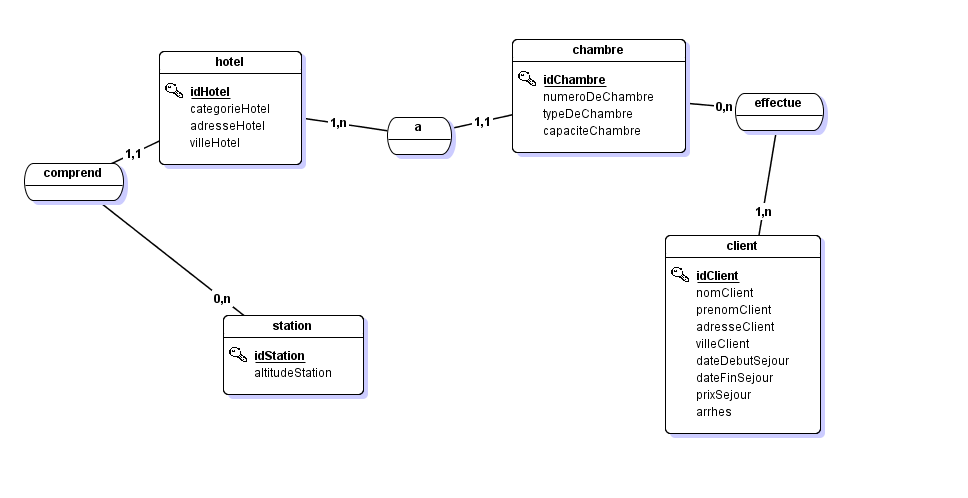 hotel
idHotel
categorieHotel
adresseHotel
villeHotel
1,n
a
1,1
chambre
idChambre
numeroDeChambre
typeDeChambre
capaciteChambre
0,n
effectue
1,1
comprend
0,n
station
idStation
altitudeStation
1,n
client
idClient
nomClient
prenomClient
adresseClient
villeClient
dateDebutSejour
dateFinSejour
prixSejour
arrhes